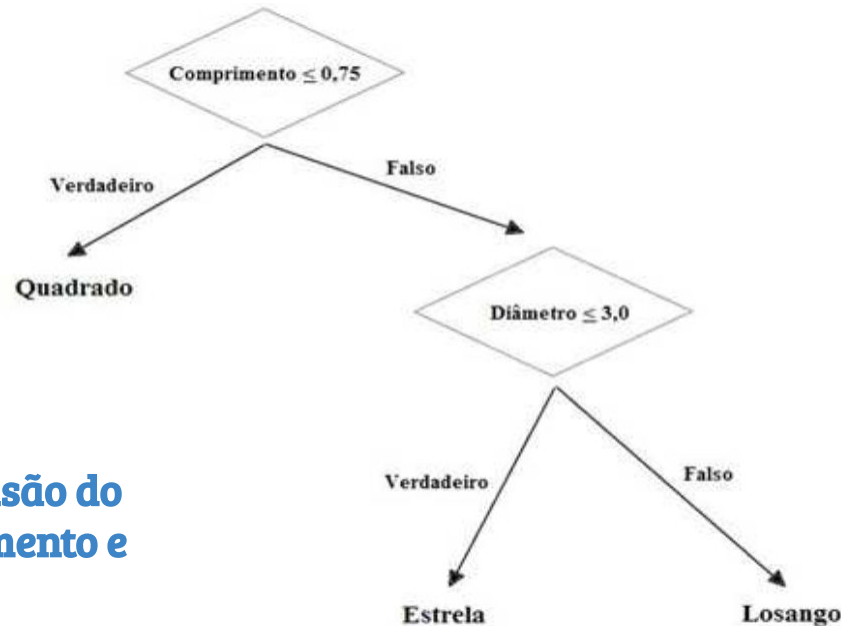 Comprimento ≤ 0,75
Falso
Verdadeiro
Quadrado
Diâmetro ≤ 3,0
são do
mento e
Verdadeiro
Falso
Estrela
Losango